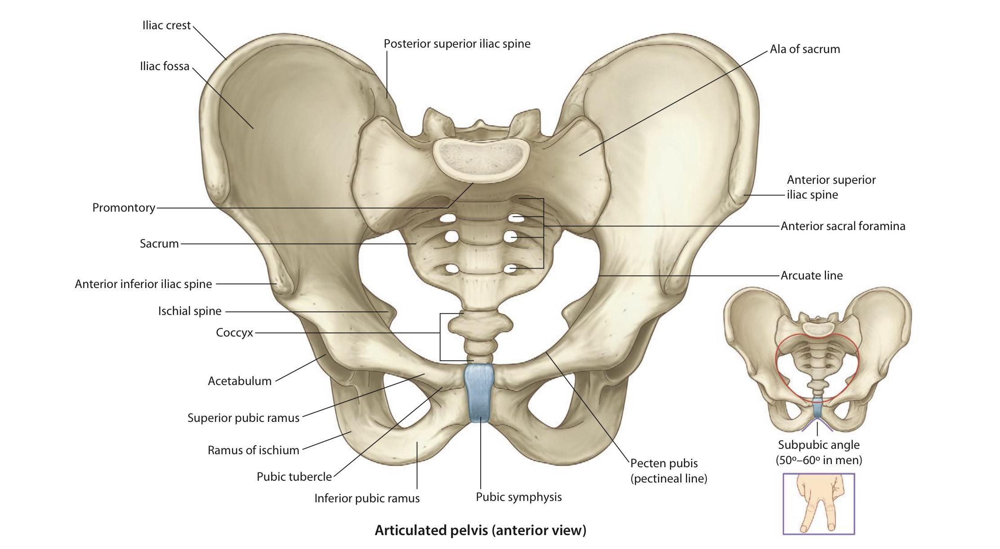 Iliac crest
Posterior superior iliac spine
Ala of sacrum
Iliac fossa
Anterior superior
iliac spine
Promontory
Anterior sacral foramina
Sacrum
Arcuate line
Anterior inferior iliac spine
Ischial spine
Coccyx
Acetabulum
Superior pubic ramus
Ramus of ischium
Subpubic angle
(50º–60º in men)
Pecten pubis
(pectineal line)
Pubic tubercle
Inferior pubic ramus
Pubic symphysis
Articulated pelvis (anterior view)